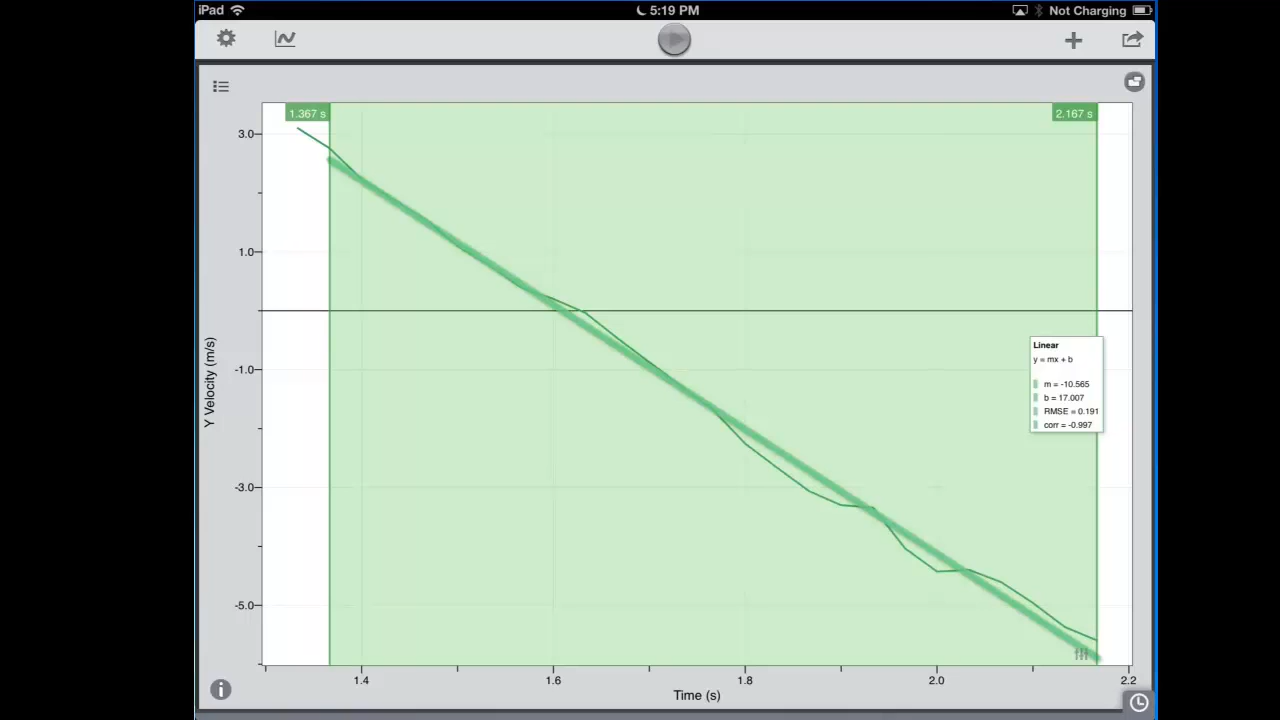 iPad 5:19 PM Not Charging
1.367 s 2.167 s
3.0
1.0
-1.0
-3.0
-5.0
Y Velocity (m/s)
Linear
y = mx + b
m = -10.565
b = 17.007
RMSE = 0.191
corr = -0.997
1.4 1.6 1.8 2.0 2.2
Time (s)